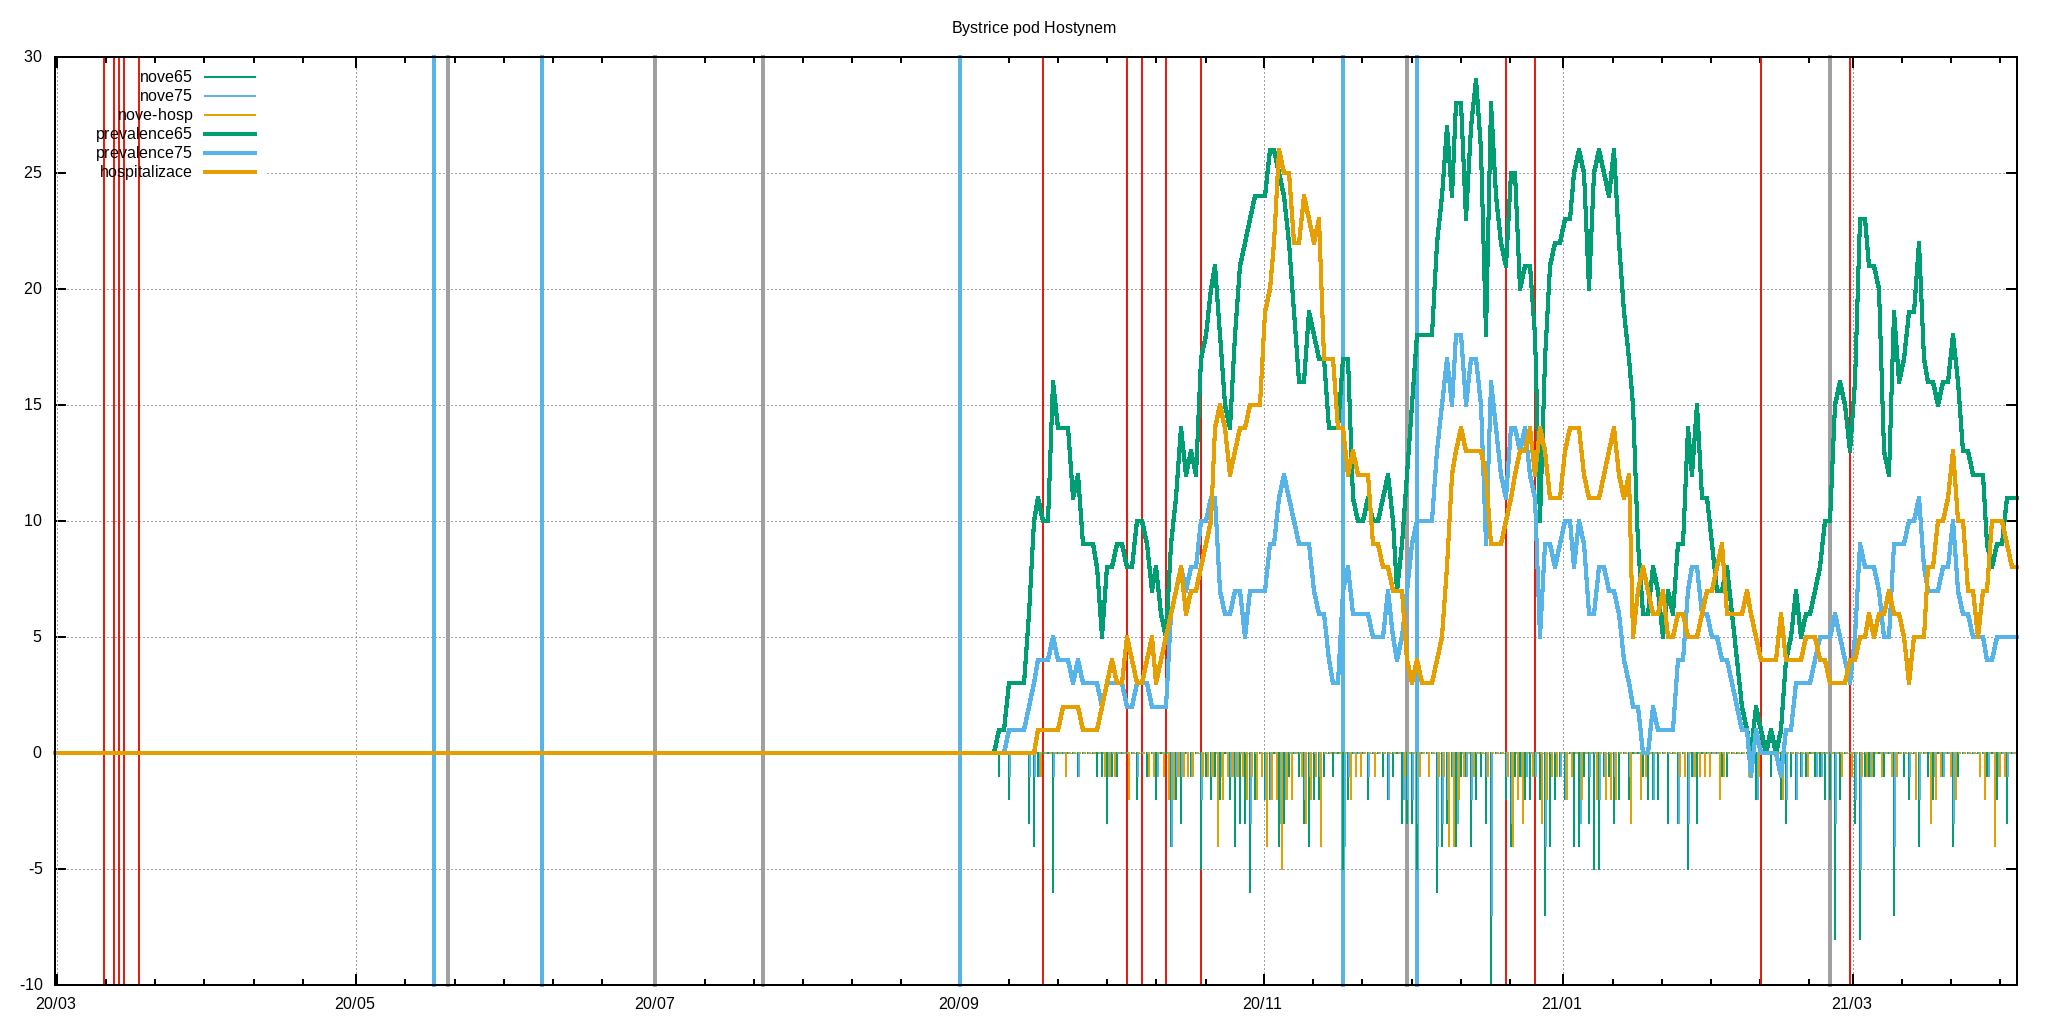 Bystrice pod Hostynem
30
25
20
15
10
5
0
-5
-10
nove65
nove75
nove-hosp
prevalence65
prevalence75
hospitalizace
20/03 20/05 20/07 20/09 20/11 21/01 21/03